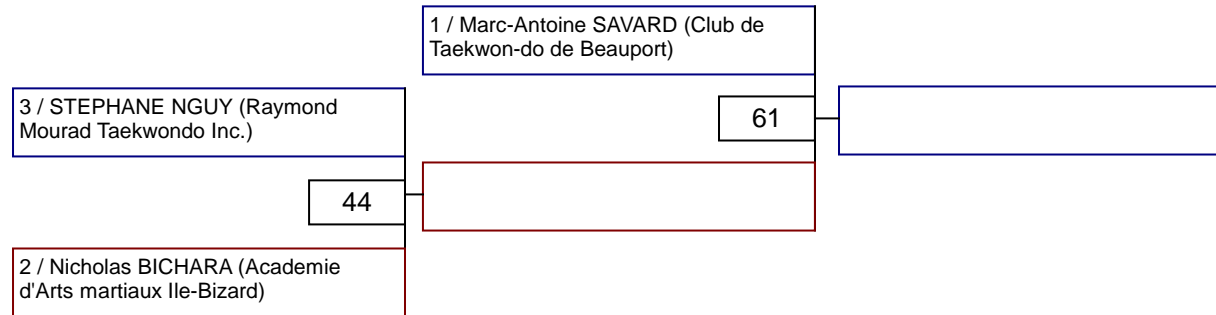 1 / Marc-Antoine SAVARD (Club de
Taekwon-do de Beauport)
3 / STEPHANE NGUY (Raymond
Mourad Taekwondo Inc.)
61
44
2 / Nicholas BICHARA (Academie
d'Arts martiaux Ile-Bizard)